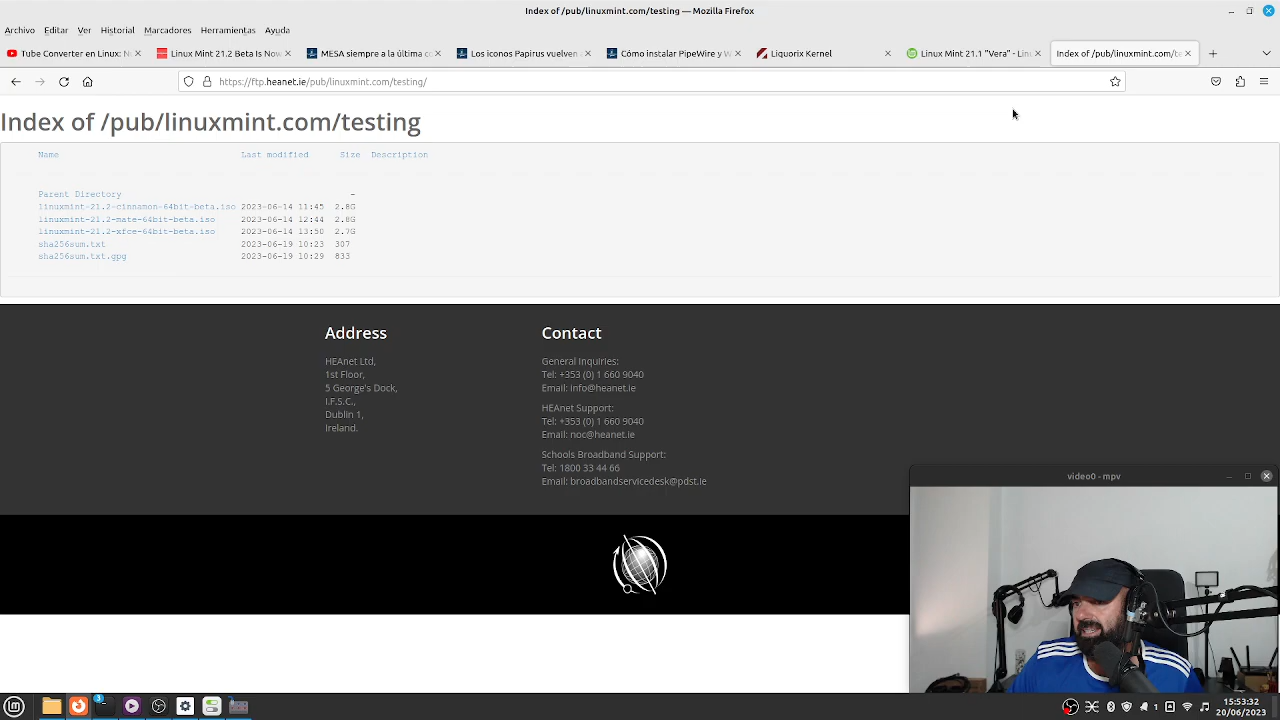 Index of /pub/linuxmint.com/testing — Mozilla Firefox
Archivo Editar Ver Historial Marcadores Herramientas Ayuda
Tube Converter en Linux: N
Linux Mint 21.2 Beta Is Now
MESA siempre a la última co
Los iconos Papirus vuelven
Cómo instalar PipeWire y W
Liquorix Kernel
Linux Mint 21.1 "Vera" - Lin
Index of /pub/linuxmint.com/te
https://ftp.heanet.ie/pub/linuxmint.com/testing/
Index of /pub/linuxmint.com/testing
Name Last modified Size Description
Parent Directory -
linuxmint-21.2-cinnamon-64bit-beta.iso 2023-06-14 11:45 2.8G
linuxmint-21.2-mate-64bit-beta.iso 2023-06-14 12:44 2.8G
linuxmint-21.2-xfce-64bit-beta.iso 2023-06-14 13:50 2.7G
sha256sum.txt 2023-06-19 10:23 307
sha256sum.txt.gpg 2023-06-19 10:29 833
Address
HEAnet Ltd,
1st Floor,
5 George's Dock,
I.F.S.C.,
Dublin 1,
Ireland.
Contact
General Inquiries:
Tel: +353 (0) 1 660 9040
Email: info@heanet.ie
HEAnet Support:
Tel: +353 (0) 1 660 9040
Email: noc@heanet.ie
Schools Broadband Support:
Tel: 1800 33 44 66
Email: broadbandservicedesk@pdst.ie
video0 - mpv
3
1
15:53:32
20/06/2023